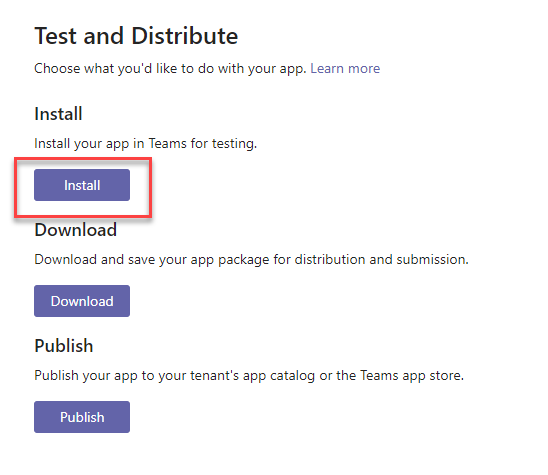 Test and Distribute
Choose what you'd like to do with your app. Learn more
Install
Install your app in Teams for testing.
Install
Download
Download and save your app package for distribution and submission.
Download
Publish
Publish your app to your tenant's app catalog or the Teams app store.
Publish